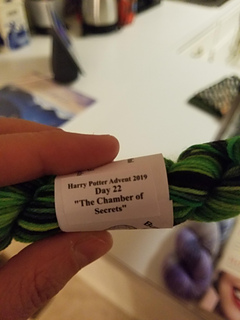 Harry Potter Advent 2019
Day 22
"The Chamber of
Secrets"